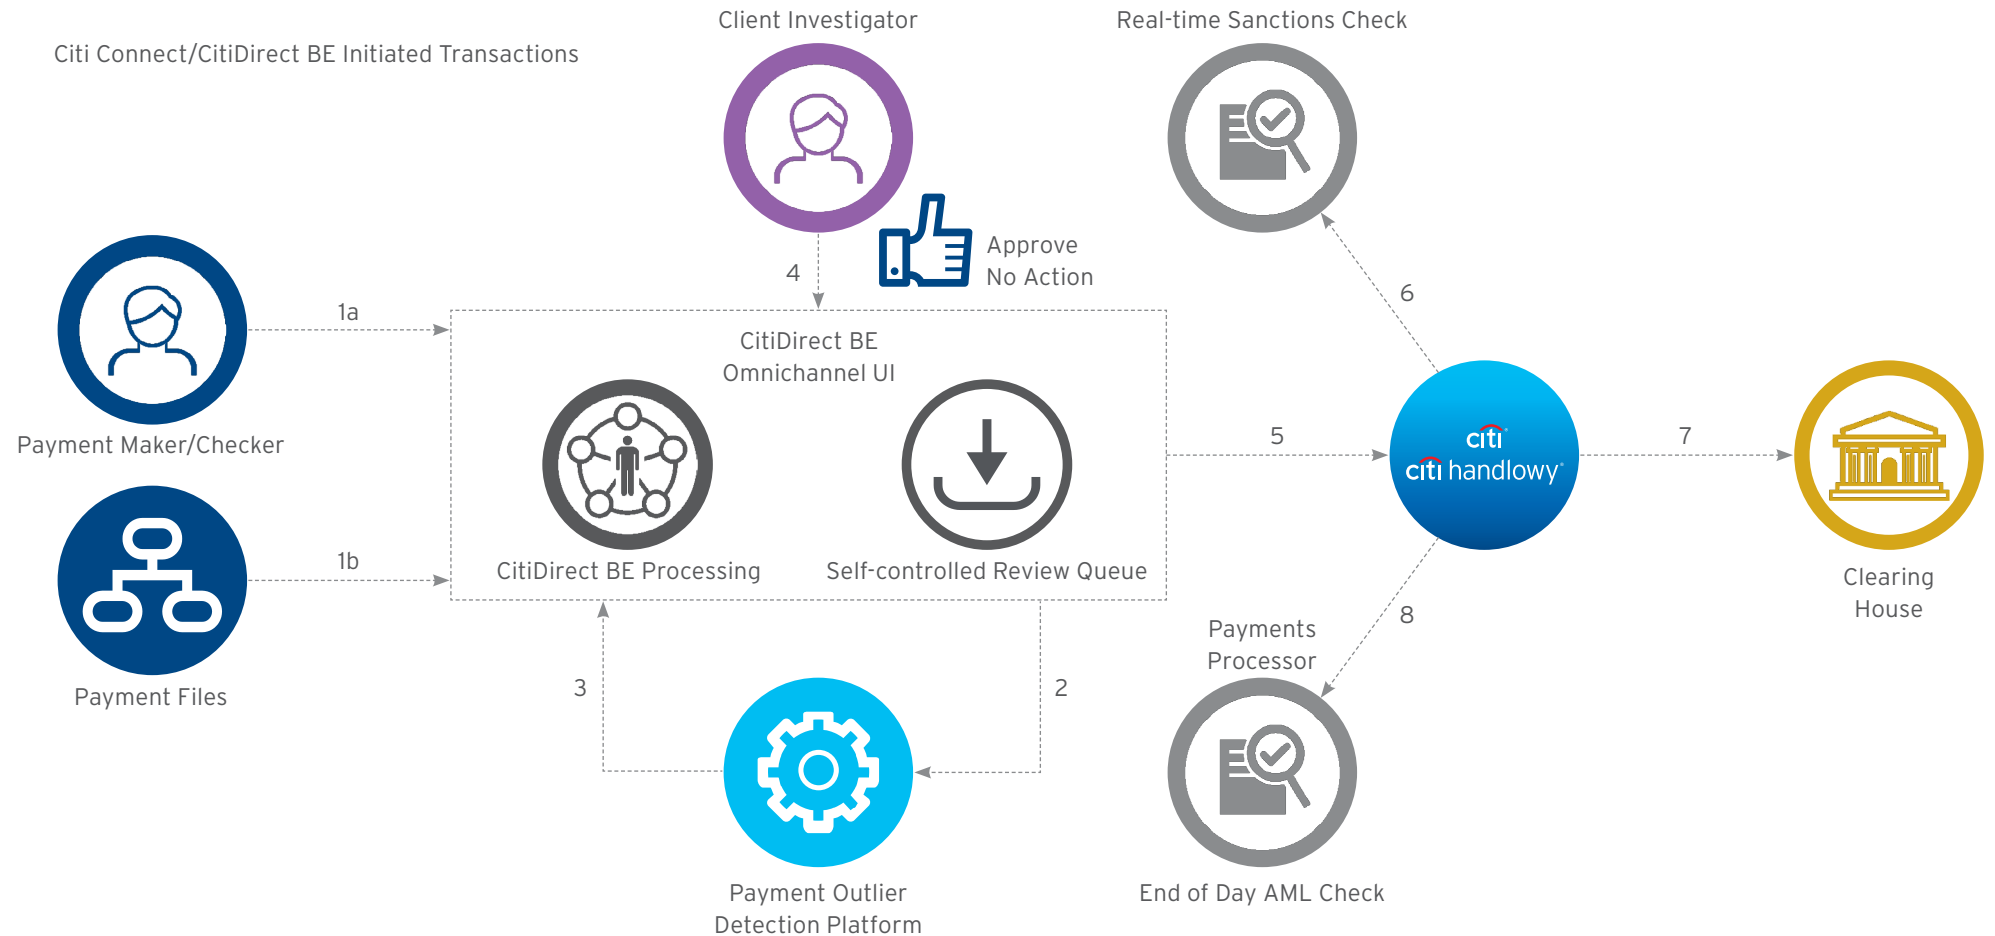 Client Investigator
Real-time Sanctions Check
Citi Connect/CitiDirect BE Initiated Transactions
Approve
No Action
4
6
1a
CitiDirect BE
Omnichannel UI
Payment Maker/Checker
5
citi®
citi handlowy®
7
1b
CitiDirect BE Processing
Self-controlled Review Queue
Clearing
House
8
Payments
Processor
Payment Files
3
2
Payment Outlier
Detection Platform
End of Day AML Check